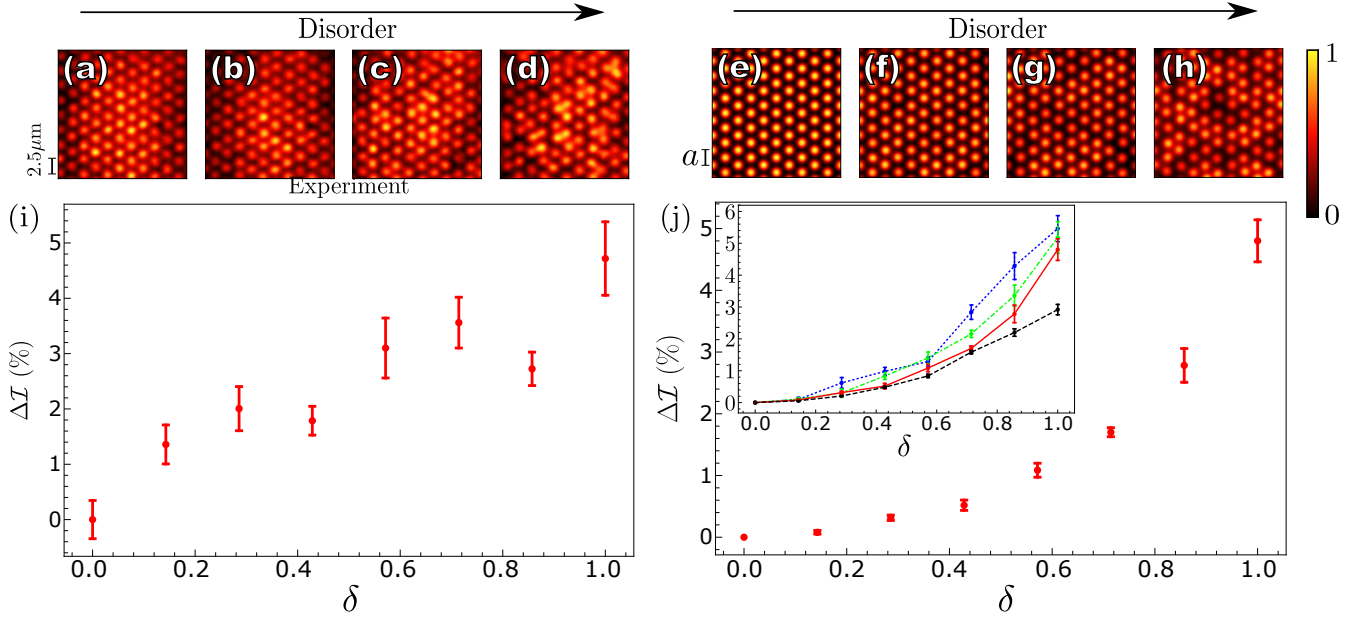 Disorder
Disorder
(a) (b) (c) (d)
(e) (f) (g) (h)
2.5μm
a
1
0
Experiment
(i)
ΔI (%)
5
4
3
2
1
0
0.0 0.2 0.4 0.6 0.8 1.0
δ
(j)
ΔI (%)
5
4
3
2
1
0
0.0 0.2 0.4 0.6 0.8 1.0
δ
6
5
4
3
2
1
0
0.0 0.2 0.4 0.6 0.8 1.0
δ